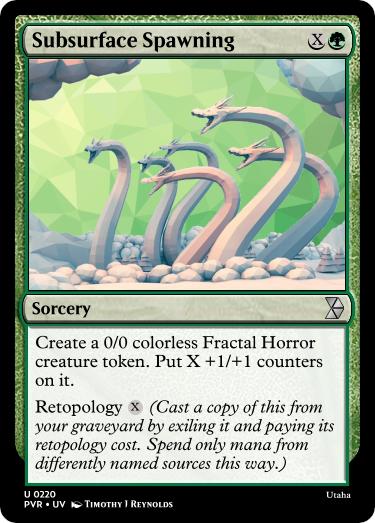 Subsurface Spawning X
Sorcery
Create a 0/0 colorless Fractal Horror
creature token. Put X +1/+1 counters
on it.
Retopology X (Cast a copy of this from
your graveyard by exiling it and paying its
retopology cost. Spend only mana from
differently named sources this way.)
U 0220
PVR • UV Timothy J Reynolds
Utaha